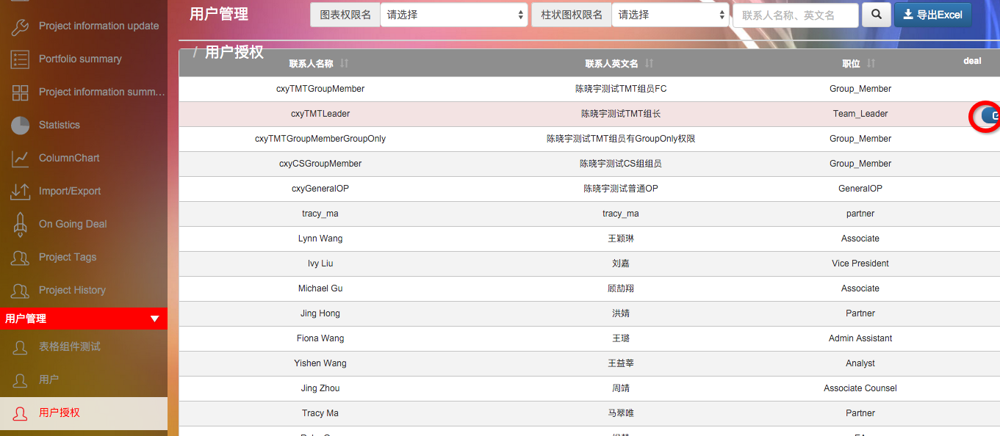 Project information update
Portfolio summary
Project information summ...
Statistics
ColumnChart
Import/Export
On Going Deal
Project Tags
Project History
用户管理
表格组件测试
用户
用户授权
用户管理
图表权限名 请选择 柱状图权限名 请选择 联系人名称、英文名 导出Excel
/ 用户授权
联系人名称 联系人英文名 职位 deal
cxyTMTGroupMember 陈晓宇测试TMT组员FC Group_Member
cxyTMTLeader 陈晓宇测试TMT组长 Team_Leader
cxyTMTGroupMemberGroupOnly 陈晓宇测试TMT组员有GroupOnly权限 Group_Member
cxyCSGroupMember 陈晓宇测试CS组组员 Group_Member
cxyGeneralOP 陈晓宇测试普通OP GeneralOP
tracy_ma tracy_ma partner
Lynn Wang 王颖琳 Associate
Ivy Liu 刘嘉 Vice President
Michael Gu 顾劼翔 Associate
Jing Hong 洪婧 Partner
Fiona Wang 王璐 Admin Assistant
Yishen Wang 王益莘 Analyst
Jing Zhou 周靖 Associate Counsel
Tracy Ma 马翠唯 Partner